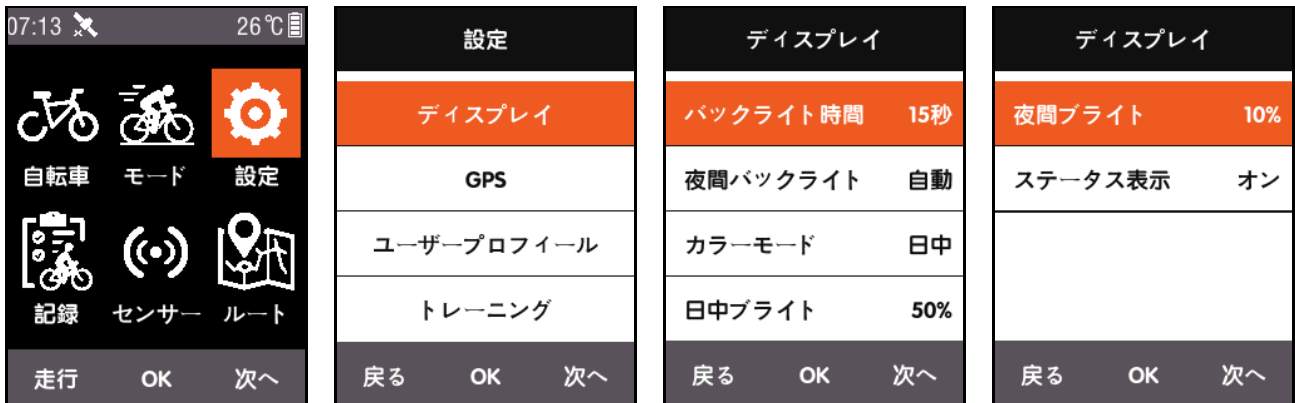 07:13 26℃
自転車 モード 設定
記録 センサー ルート
走行 OK 次へ
設定
ディスプレイ
GPS
ユーザープロフィール
トレーニング
戻る OK 次へ
ディスプレイ
バックライト時間 15秒
夜間バックライト 自動
カラーモード 日中
日中ブライト 50%
戻る OK 次へ
ディスプレイ
夜間ブライト 10%
ステータス表示 オン
戻る OK 次へ